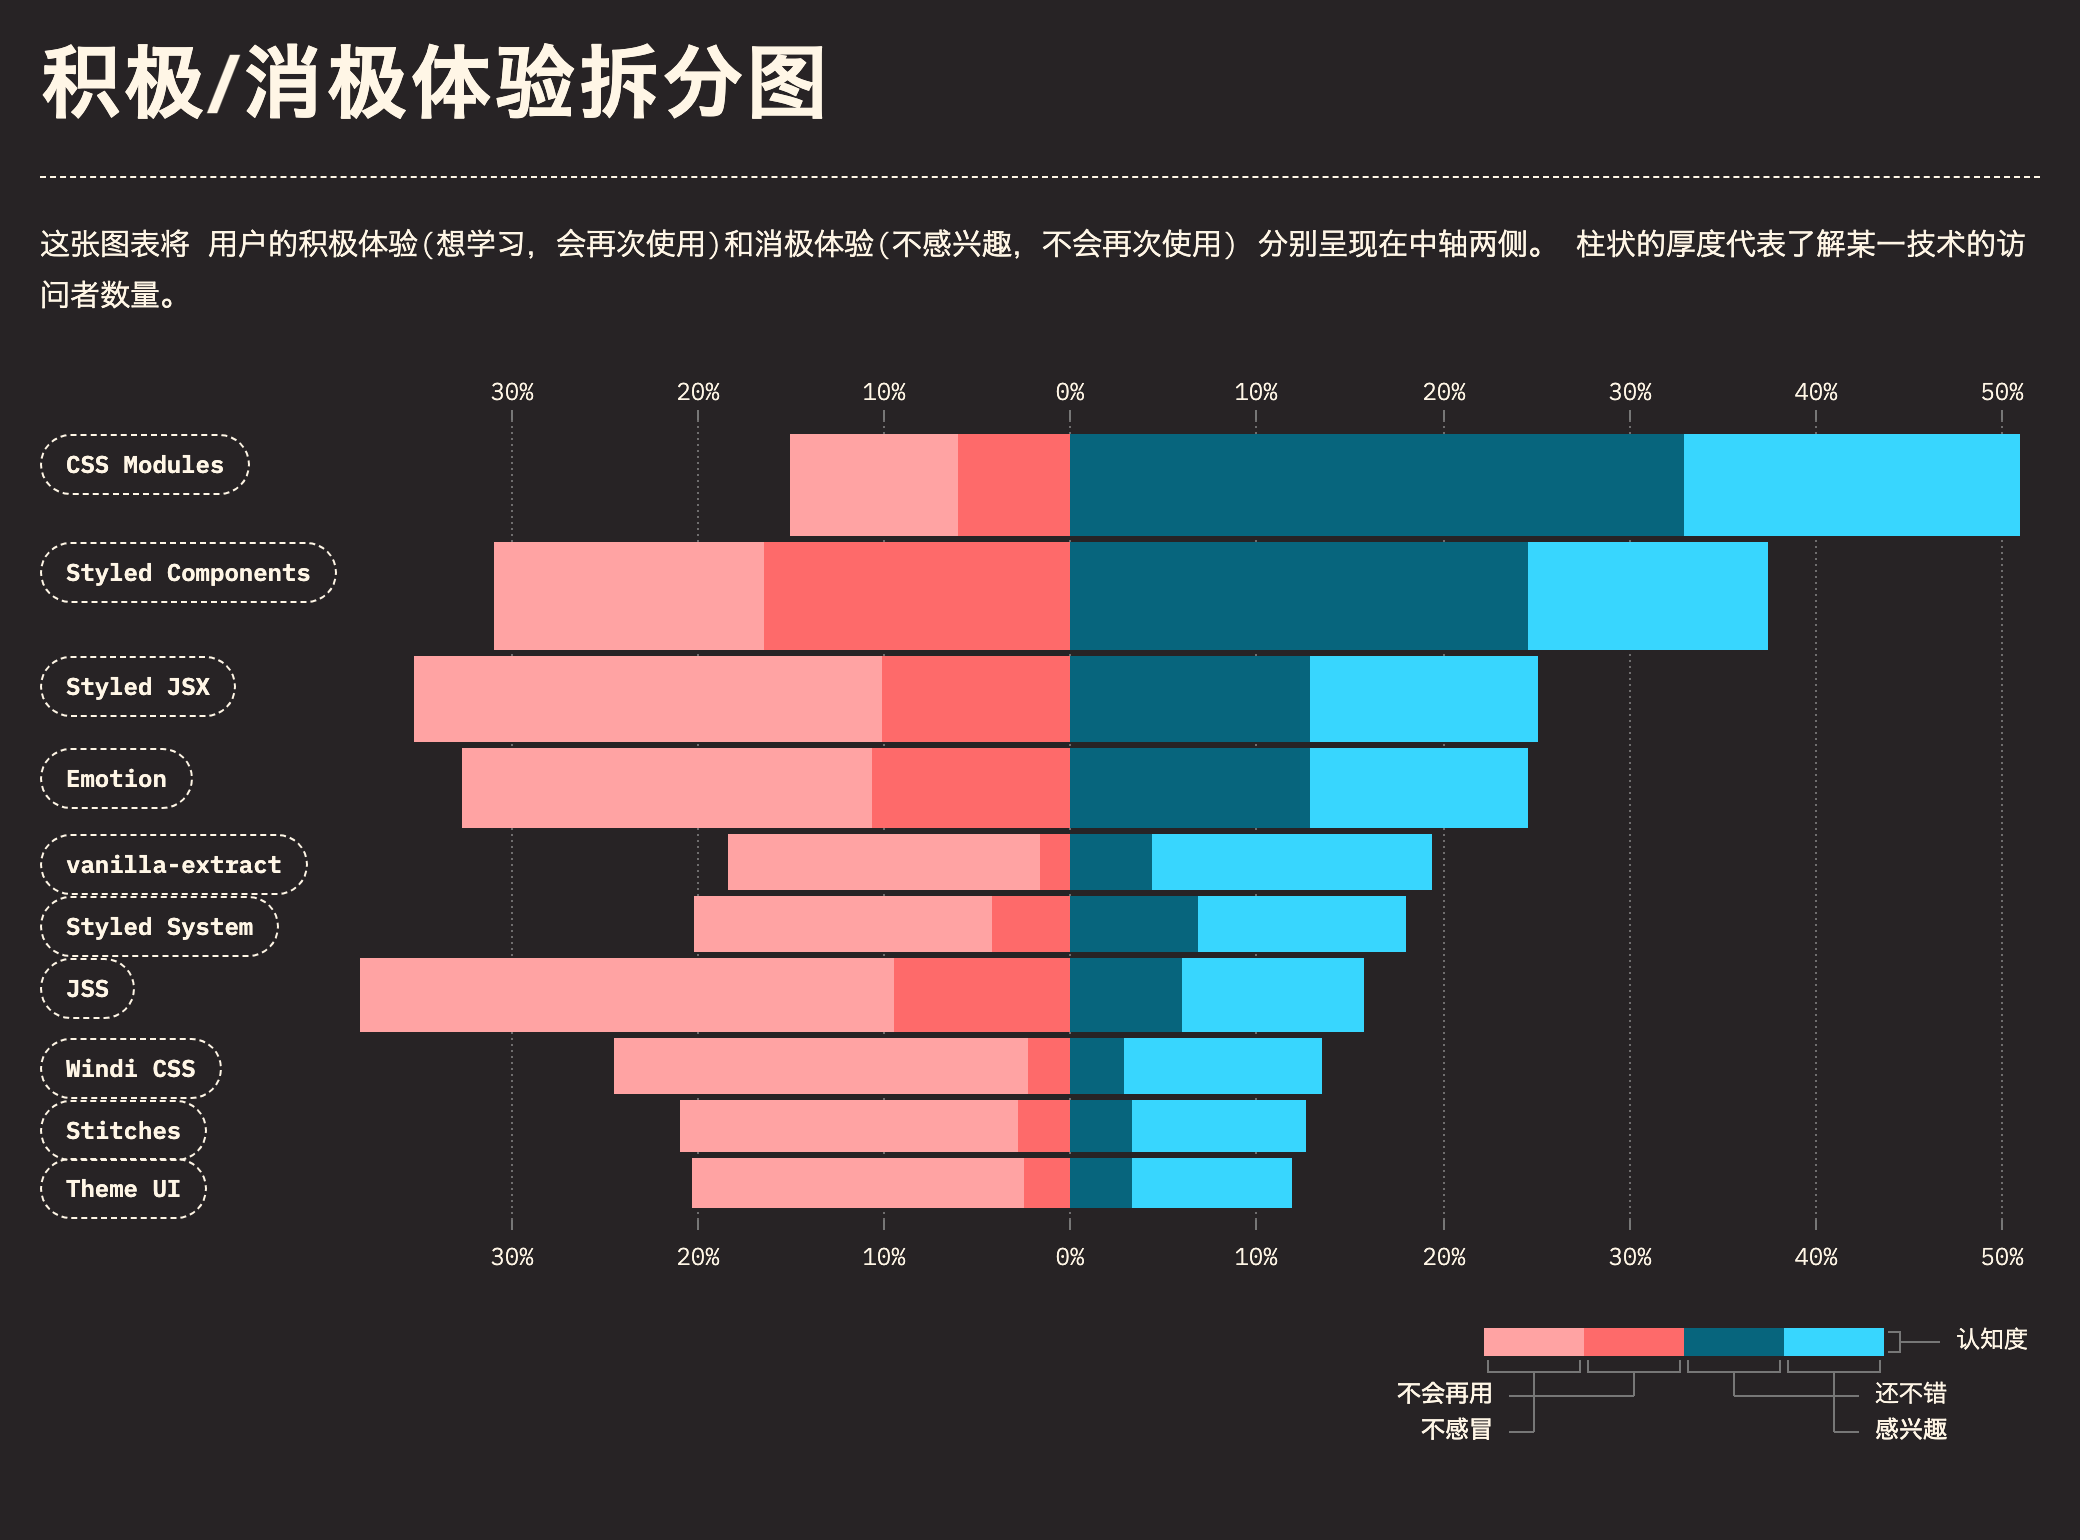 积极/消极体验拆分图
这张图表将 用户的积极体验(想学习, 会再次使用)和消极体验(不感兴趣, 不会再次使用) 分别呈现在中轴两侧。 柱状的厚度代表了解某一技术的访
问者数量。
30% 20% 10% 0% 10% 20% 30% 40% 50%
CSS Modules
Styled Components
Styled JSX
Emotion
vanilla-extract
Styled System
JSS
Windi CSS
Stitches
Theme UI
30% 20% 10% 0% 10% 20% 30% 40% 50%
认知度
不会再用 还不错
不感冒 感兴趣